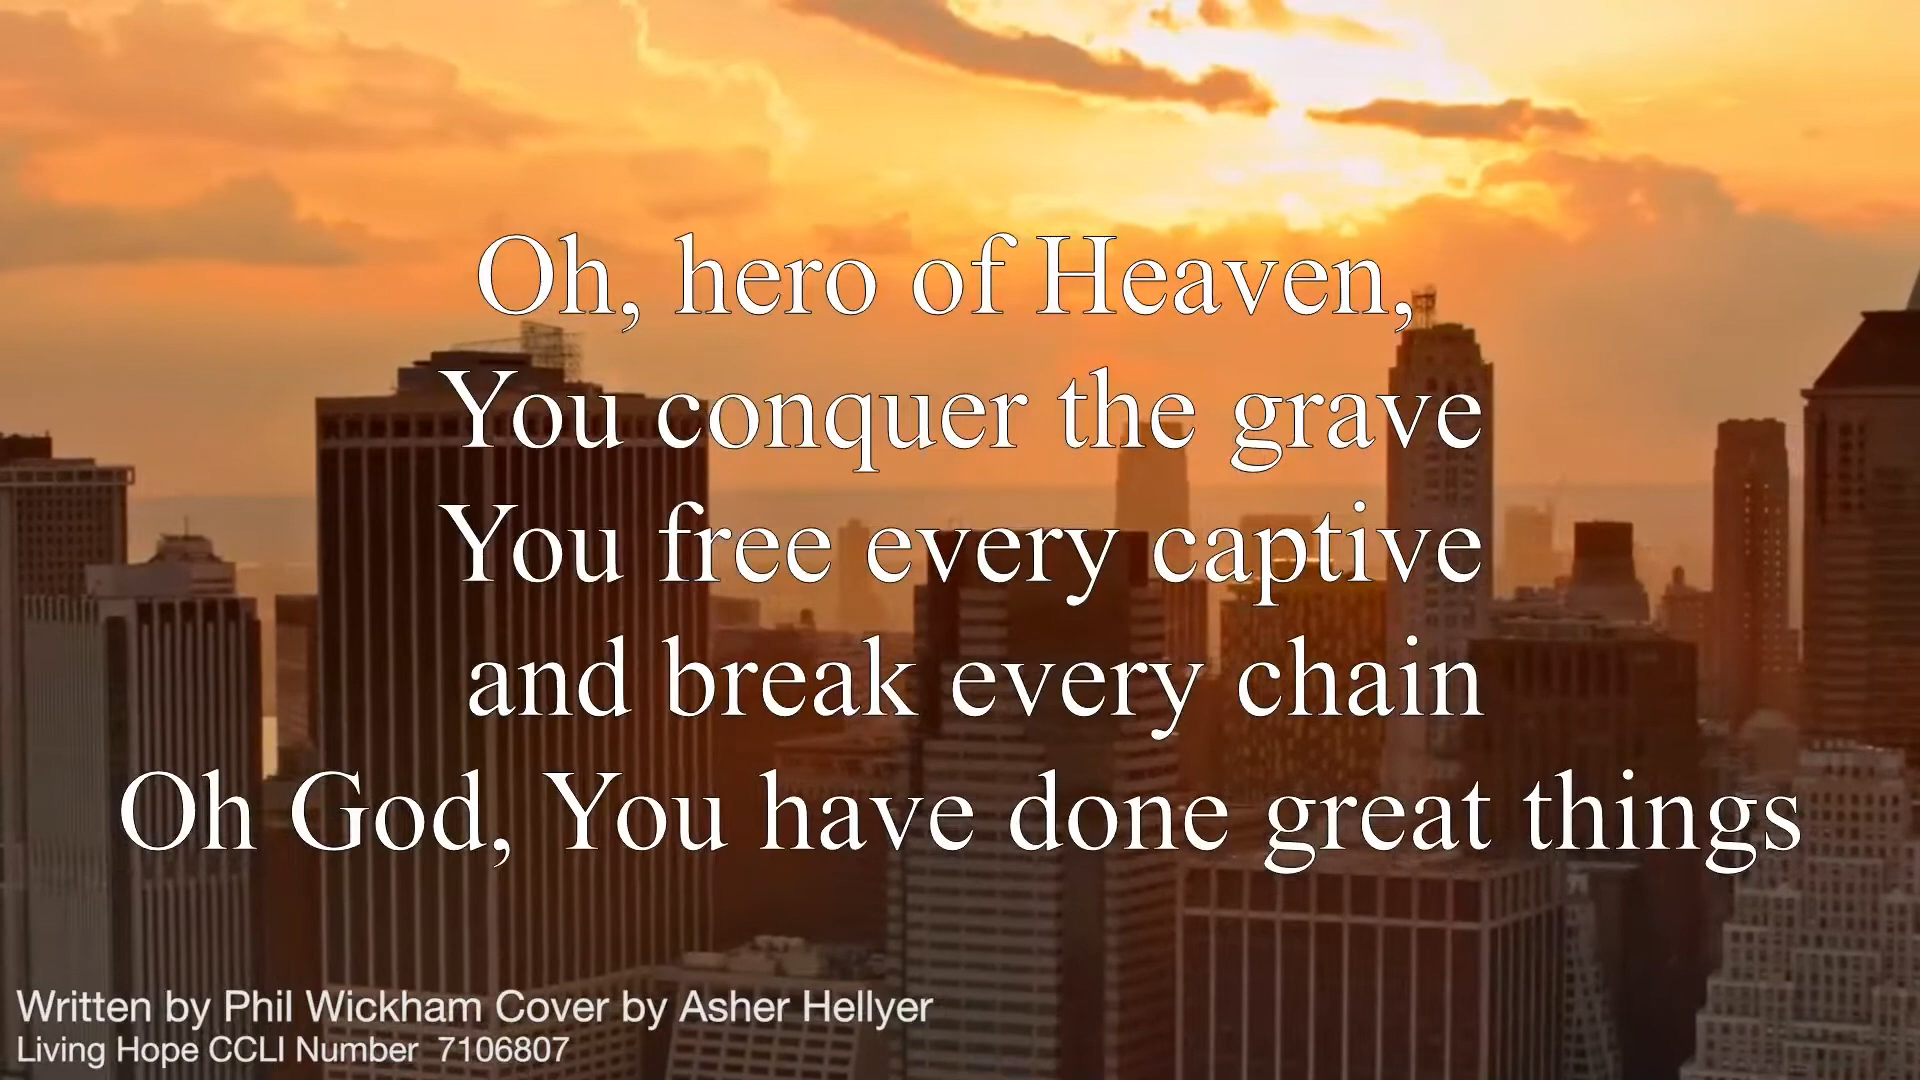 Oh, hero of Heaven,
You conquer the grave
You free every captive
and break every chain
Oh God, You have done great things
Written by Phil Wickham Cover by Asher Hellyer
Living Hope CCLI Number 7106807